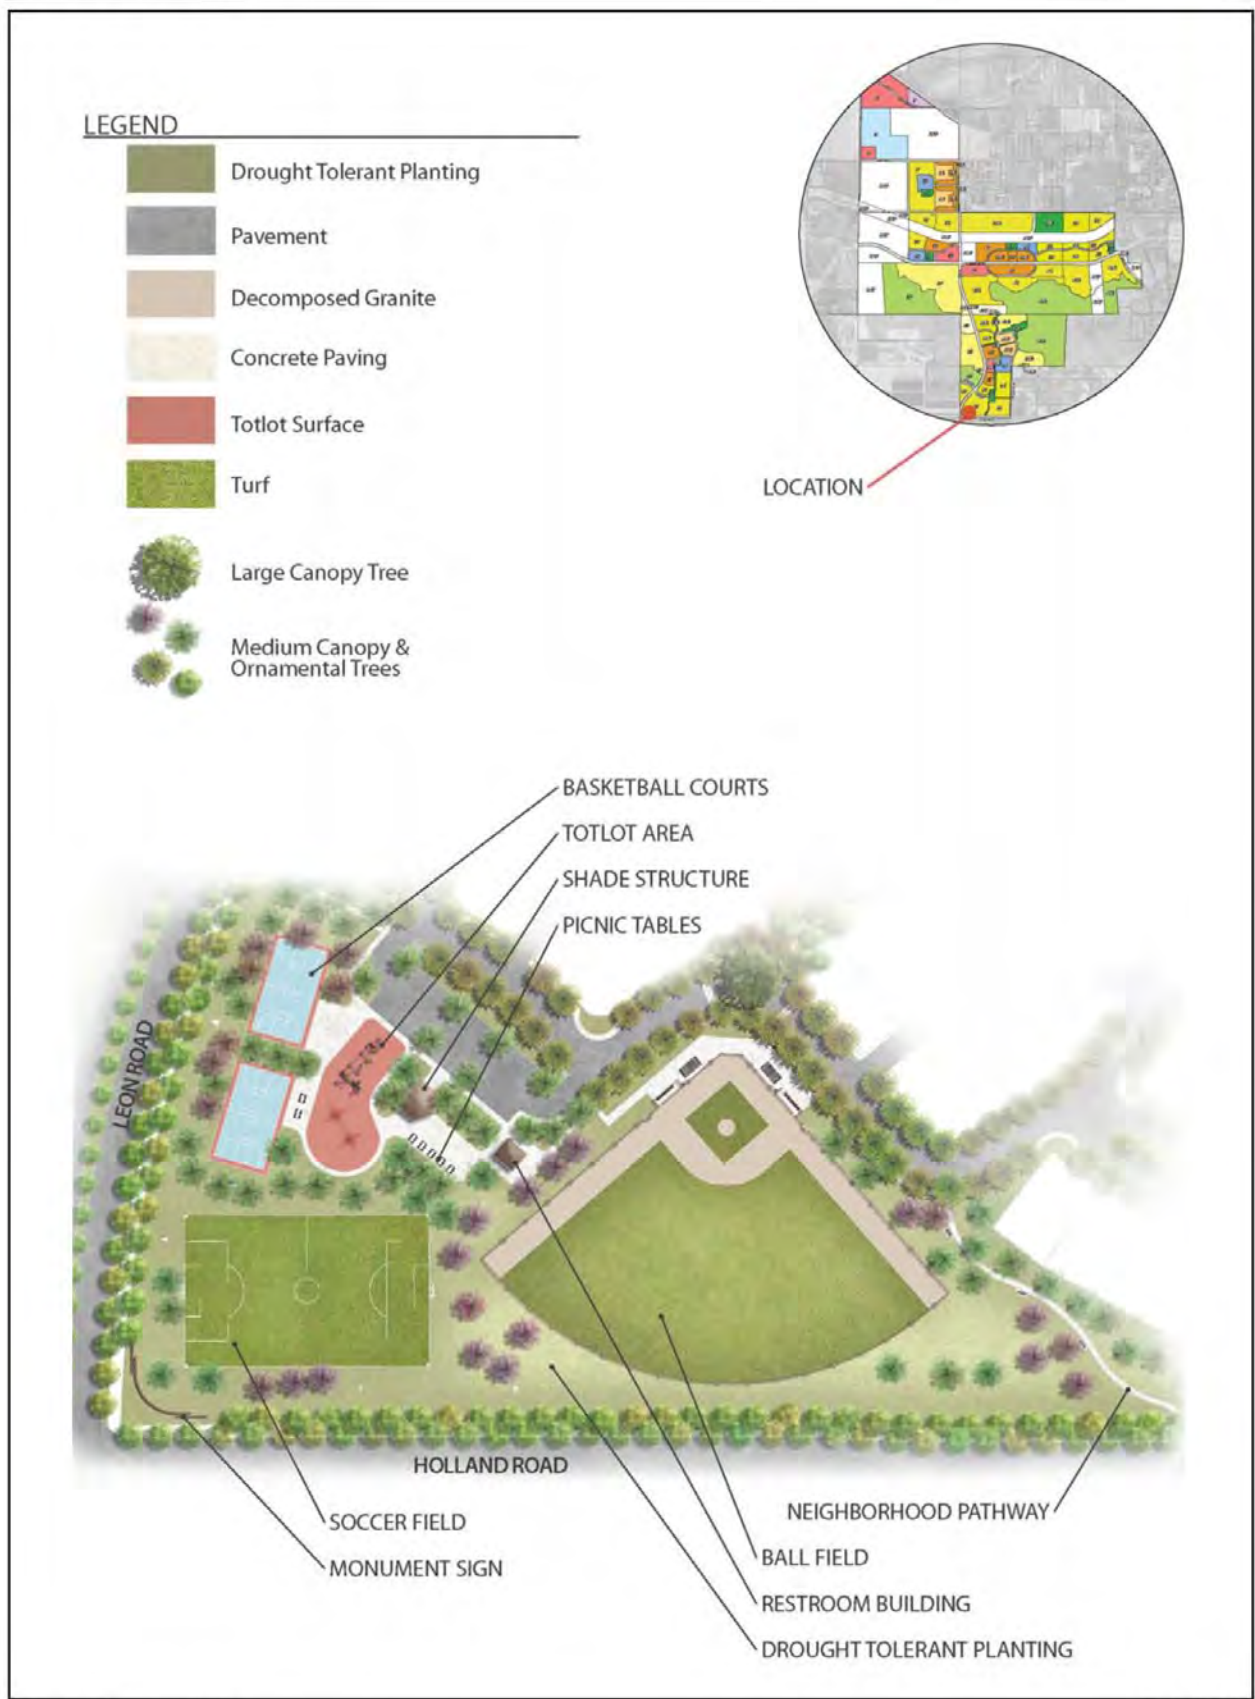 LEGEND
Drought Tolerant Planting
Pavement
Decomposed Granite
Concrete Paving
Totlot Surface
Turf
Large Canopy Tree
Medium Canopy &
Ornamental Trees
LOCATION
BASKETBALL COURTS
TOTLOT AREA
SHADE STRUCTURE
PICNIC TABLES
LEON ROAD
HOLLAND ROAD
SOCCER FIELD
MONUMENT SIGN
NEIGHBORHOOD PATHWAY
BALL FIELD
RESTROOM BUILDING
DROUGHT TOLERANT PLANTING